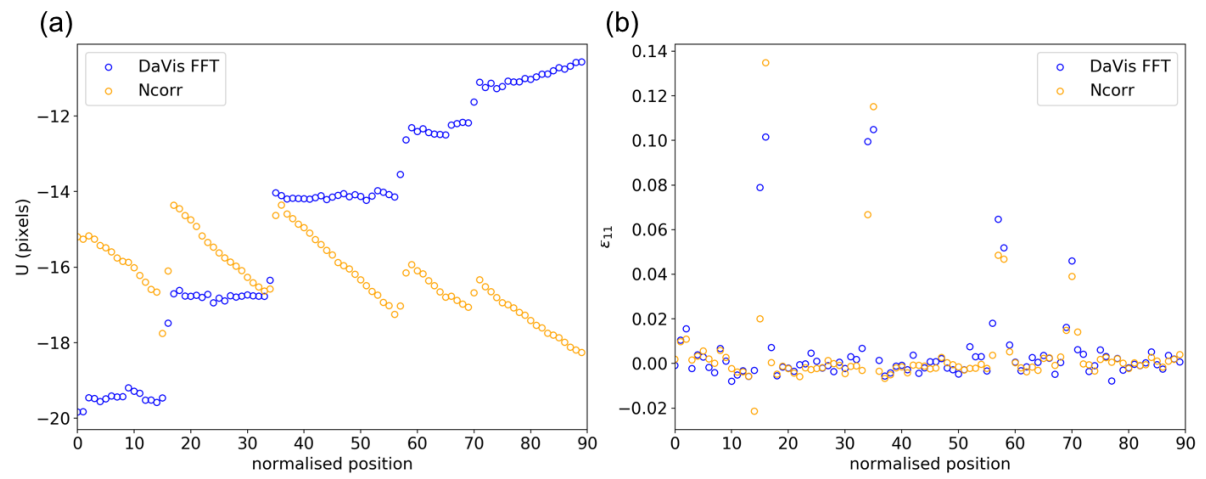 (a)
DaVis FFT
Ncorr
U (pixels)
−12
−14
−16
−18
−20
0 10 20 30 40 50 60 70 80 90
normalised position
(b)
DaVis FFT
Ncorr
ε11
0.14
0.12
0.10
0.08
0.06
0.04
0.02
0.00
−0.02
0 10 20 30 40 50 60 70 80 90
normalised position